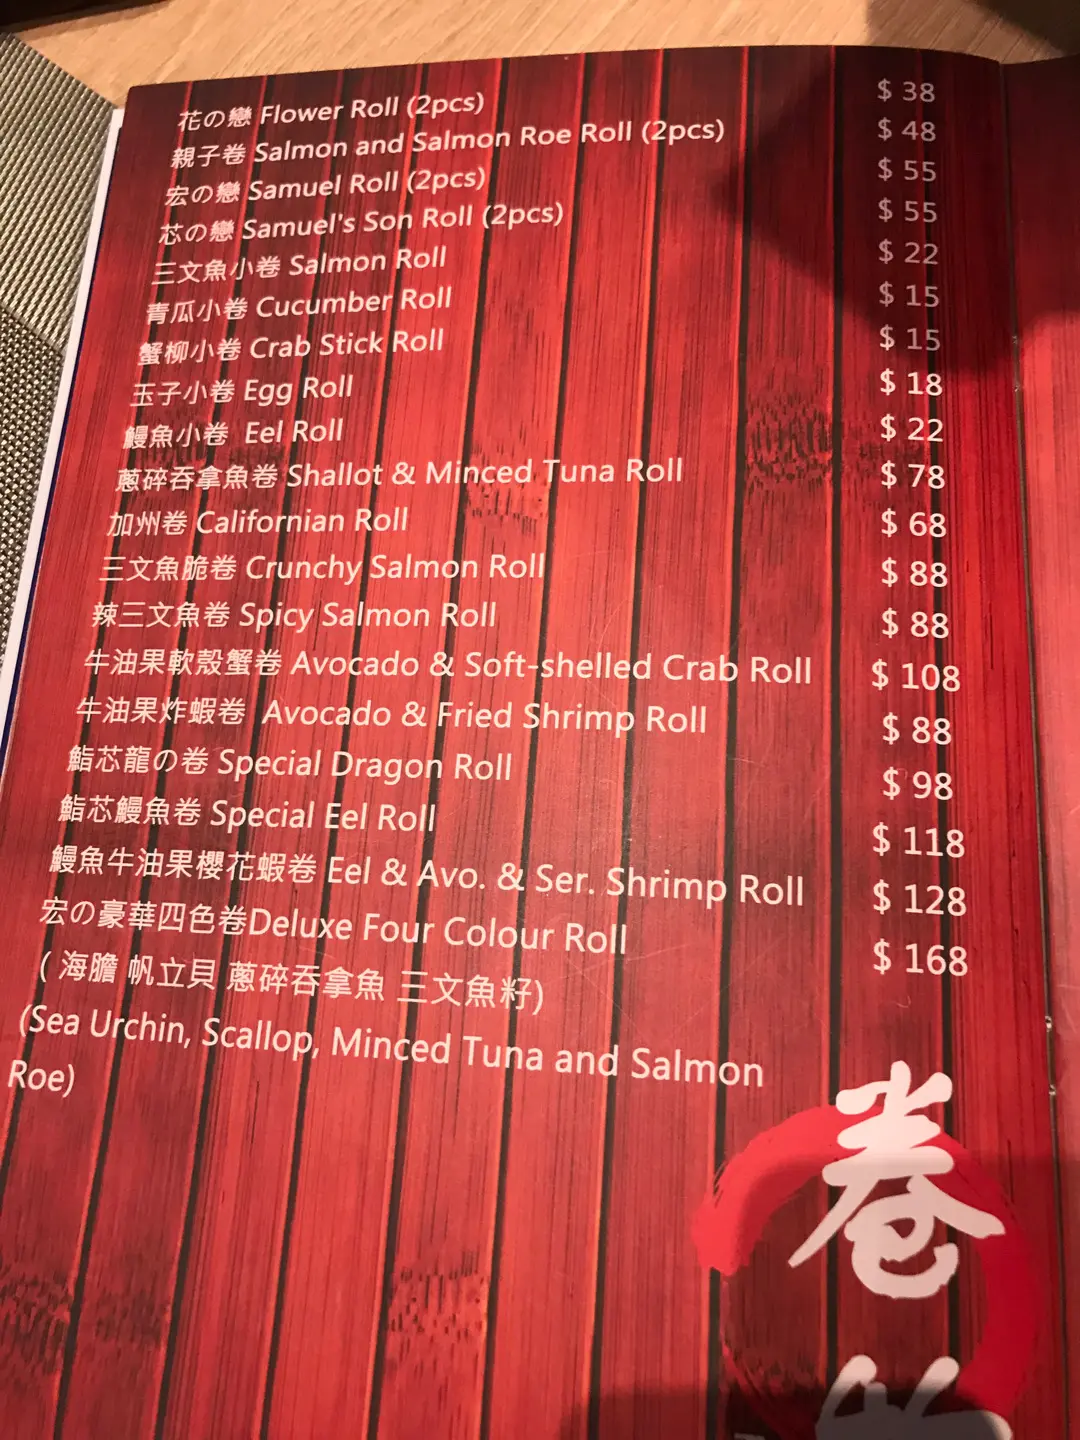 花の戀 Flower Roll (2pcs) $ 38
親子卷 Salmon and Salmon Roe Roll (2pcs) $ 48
宏の戀 Samuel Roll (2pcs) $ 55
芯の戀 Samuel's Son Roll (2pcs) $ 55
三文魚小卷 Salmon Roll $ 22
青瓜小卷 Cucumber Roll $ 15
蟹柳小卷 Crab Stick Roll $ 15
玉子小卷 Egg Roll $ 18
鰻魚小卷 Eel Roll $ 22
蔥碎吞拿魚卷 Shallot & Minced Tuna Roll $ 78
加州卷 Californian Roll $ 68
三文魚脆卷 Crunchy Salmon Roll $ 88
辣三文魚卷 Spicy Salmon Roll $ 88
牛油果軟殼蟹卷 Avocado & Soft-shelled Crab Roll $ 108
牛油果炸蝦卷 Avocado & Fried Shrimp Roll $ 88
鮨芯龍の卷 Special Dragon Roll $ 98
鮨芯鰻魚卷 Special Eel Roll $ 118
鰻魚牛油果櫻花蝦卷 Eel & Avo. & Ser. Shrimp Roll $ 128
宏の豪華四色卷Deluxe Four Colour Roll $ 168
( 海膽 帆立貝 蔥碎吞拿魚 三文魚籽)
(Sea Urchin, Scallop, Minced Tuna and Salmon
Roe)
卷